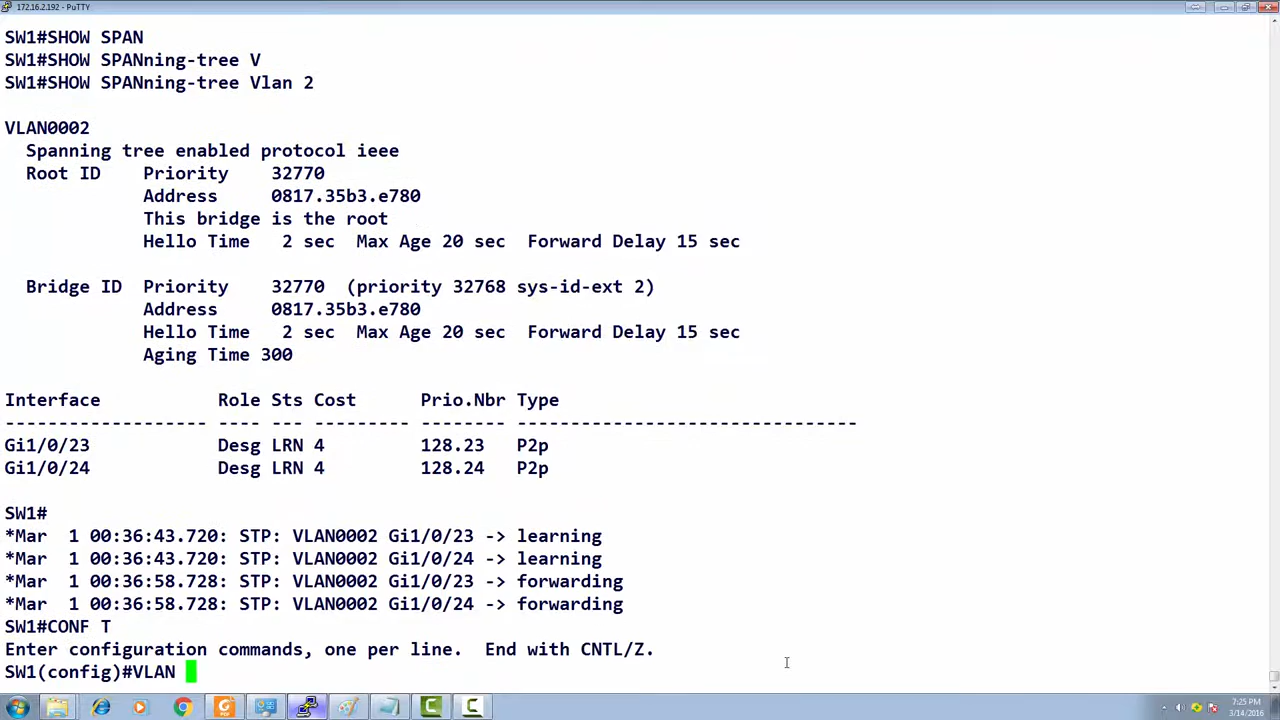 172.16.2.192 - PuTTY
SW1#SHOW SPAN
SW1#SHOW SPANning-tree V
SW1#SHOW SPANning-tree Vlan 2
VLAN0002
Spanning tree enabled protocol ieee
Root ID Priority 32770
Address 0817.35b3.e780
This bridge is the root
Hello Time 2 sec Max Age 20 sec Forward Delay 15 sec
Bridge ID Priority 32770 (priority 32768 sys-id-ext 2)
Address 0817.35b3.e780
Hello Time 2 sec Max Age 20 sec Forward Delay 15 sec
Aging Time 300
Interface Role Sts Cost Prio.Nbr Type
------------------- ---- --- --------- -------- --------------------------------
Gi1/0/23 Desg LRN 4 128.23 P2p
Gi1/0/24 Desg LRN 4 128.24 P2p
SW1#
*Mar 1 00:36:43.720: STP: VLAN0002 Gi1/0/23 -> learning
*Mar 1 00:36:43.720: STP: VLAN0002 Gi1/0/24 -> learning
*Mar 1 00:36:58.728: STP: VLAN0002 Gi1/0/23 -> forwarding
*Mar 1 00:36:58.728: STP: VLAN0002 Gi1/0/24 -> forwarding
SW1#CONF T
Enter configuration commands, one per line. End with CNTL/Z.
SW1(config)#VLAN
7:25 PM
3/14/2016